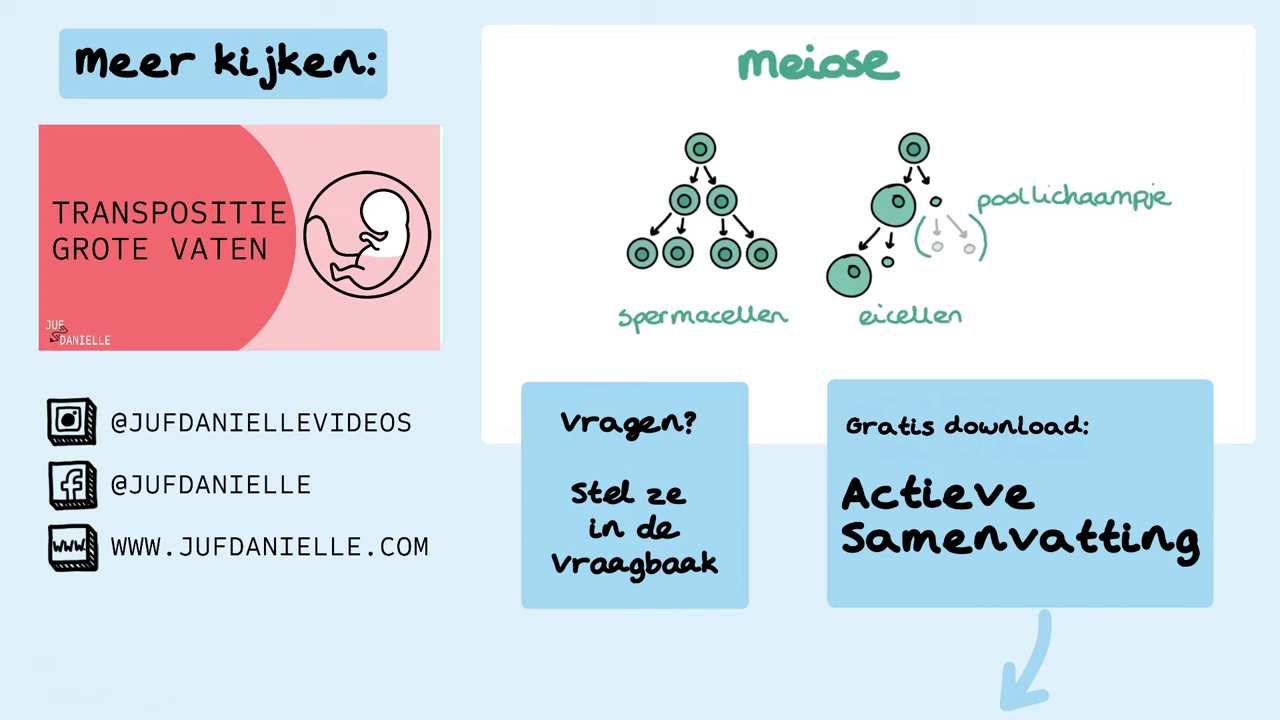 Meer kijken:
TRANSPOSITIE
GROTE VATEN
JUF
DANIELLE
@JUFDANIELLEVIDEOS
@JUFDANIELLE
www
WWW.JUFDANIELLE.COM
meiose
poollichaampje
spermacellen
eicellen
Vragen?
Stel ze
in de
vraagbaak
Gratis download:
Actieve
Samenvatting